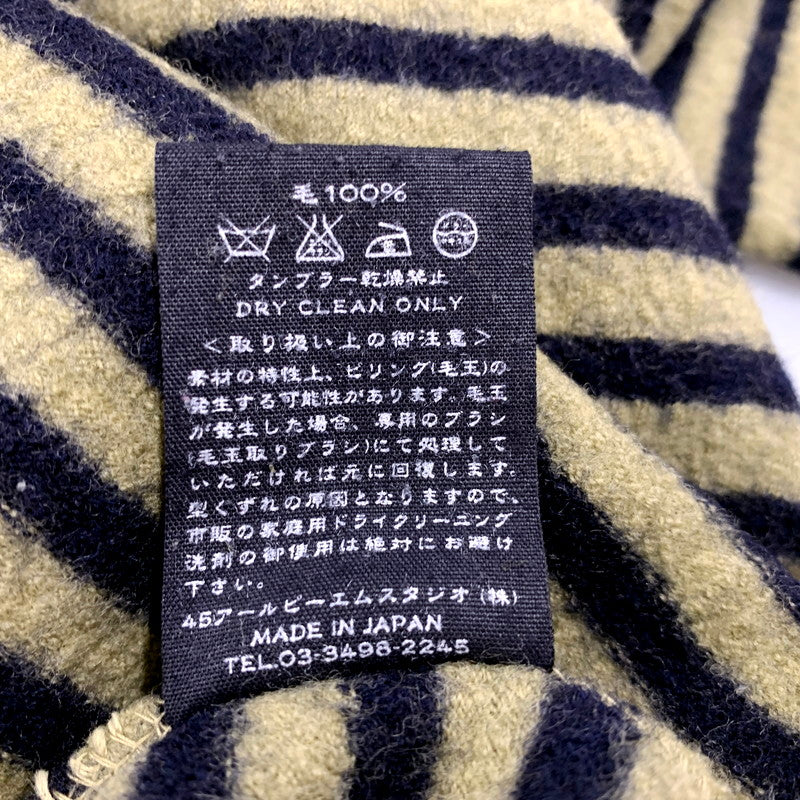 毛100%
タンブラー乾燥禁止
DRY CLEAN ONLY
<取り扱い上の御注意>
素材の特性上、ピリング(毛玉)の
発生する可能性があります。毛玉
が発生した場合、専用のブラシ
(毛玉取りブラシ)にて処理して
いただければ元に回復します。
型くずれの原因となりますので、
市販の家庭用ドライクリーニング
洗剤の御使用は絶対にお避け
下さい。
45アールピーエムスタジオ(株)
MADE IN JAPAN
TEL.03-3498-2245